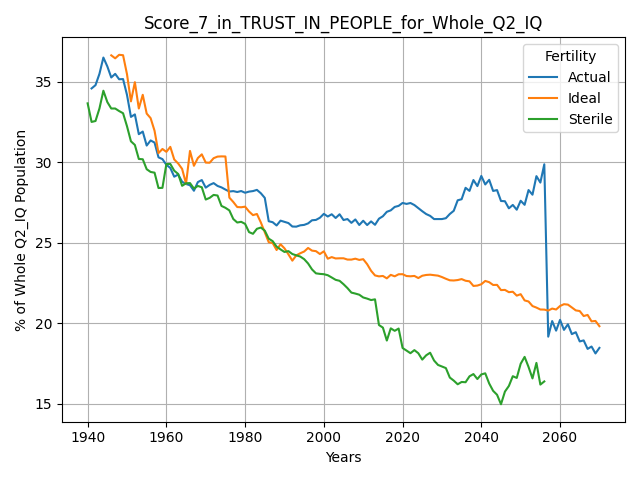 Score_7_in_TRUST_IN_PEOPLE_for_Whole_Q2_IQ
Fertility
Actual
Ideal
Sterile
% of Whole Q2_IQ Population
35
30
25
20
15
1940
1960
1980
2000
2020
2040
2060
Years